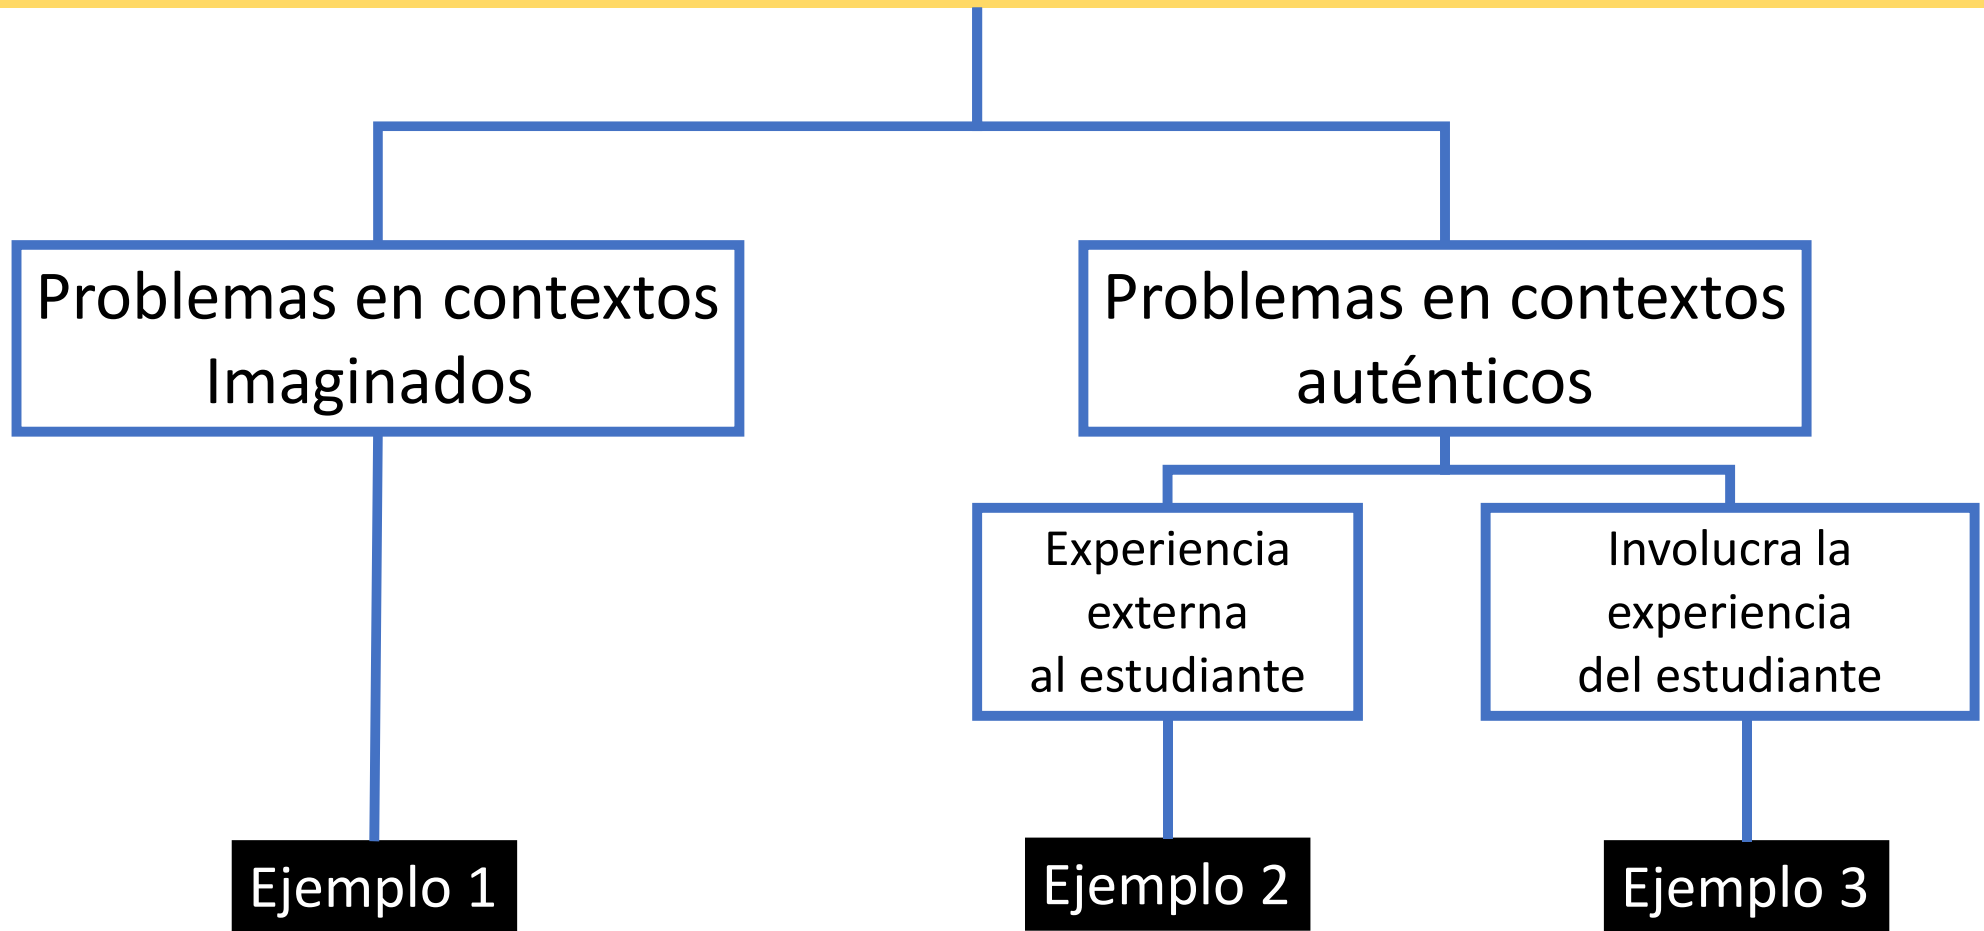 Problemas en contextos
Imaginados
Problemas en contextos
auténticos
Experiencia
externa
al estudiante
Involucra la
experiencia
del estudiante
Ejemplo 1
Ejemplo 2
Ejemplo 3